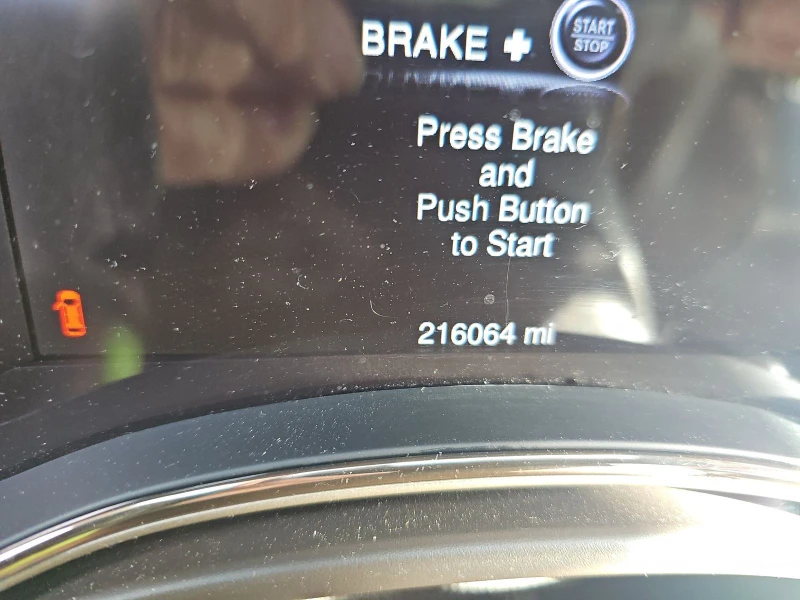 BRAKE + START
STOP
Press Brake
and
Push Button
to Start
216064 mi